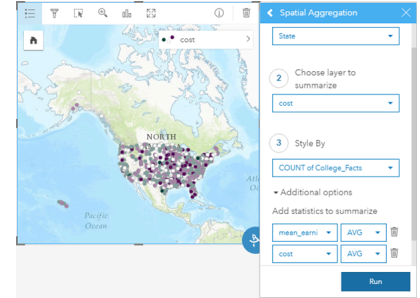 cost
NORTH
Pacific
Ocean
Spatial Aggregation
State
2 Choose layer to
summarize
cost
3 Style By
COUNT of College_Facts
Additional options
Add statistics to summarize
mean_earni AVG
cost AVG
Run